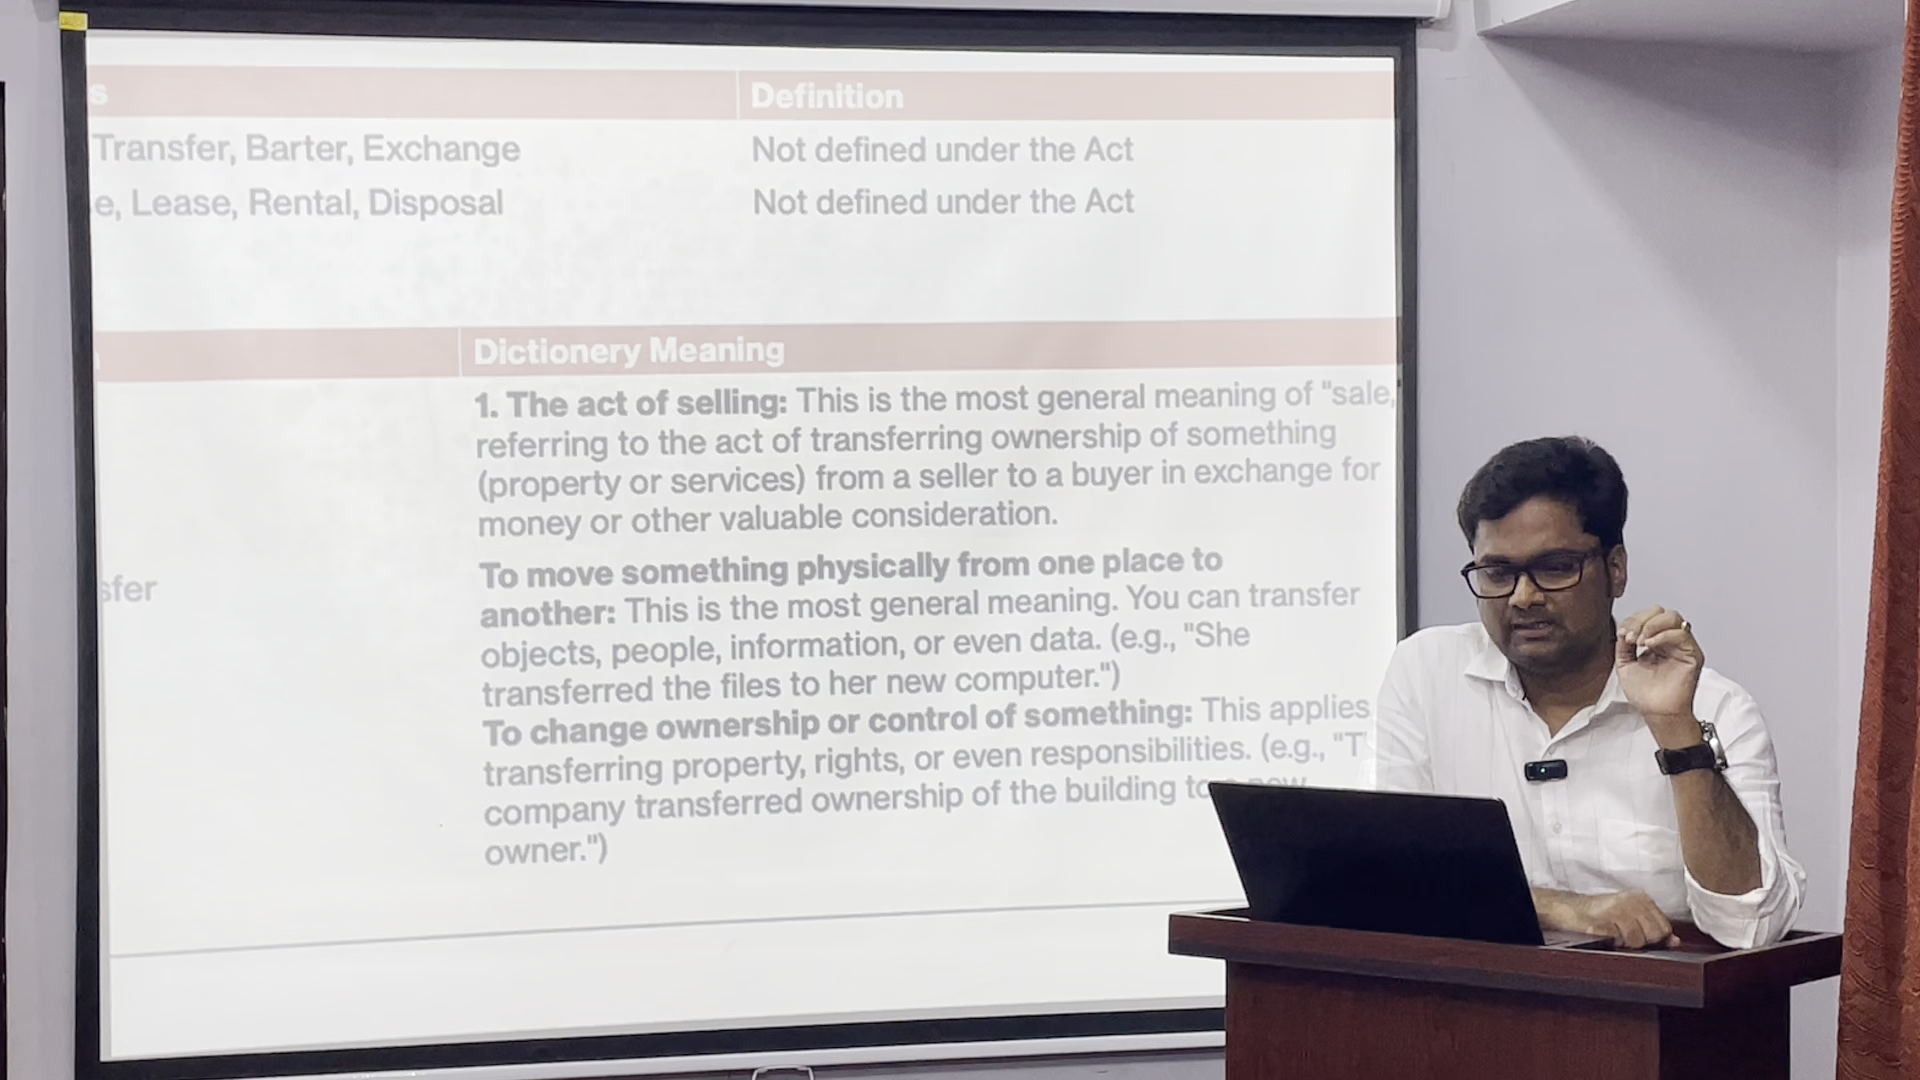 s Definition
Transfer, Barter, Exchange Not defined under the Act
e, Lease, Rental, Disposal Not defined under the Act
Dictionery Meaning
1. The act of selling: This is the most general meaning of "sale,
referring to the act of transferring ownership of something
(property or services) from a seller to a buyer in exchange for
money or other valuable consideration.
sfer
To move something physically from one place to
another: This is the most general meaning. You can transfer
objects, people, information, or even data. (e.g., "She
transferred the files to her new computer.")
To change ownership or control of something: This applies
transferring property, rights, or even responsibilities. (e.g., "T
company transferred ownership of the building to a new
owner.")